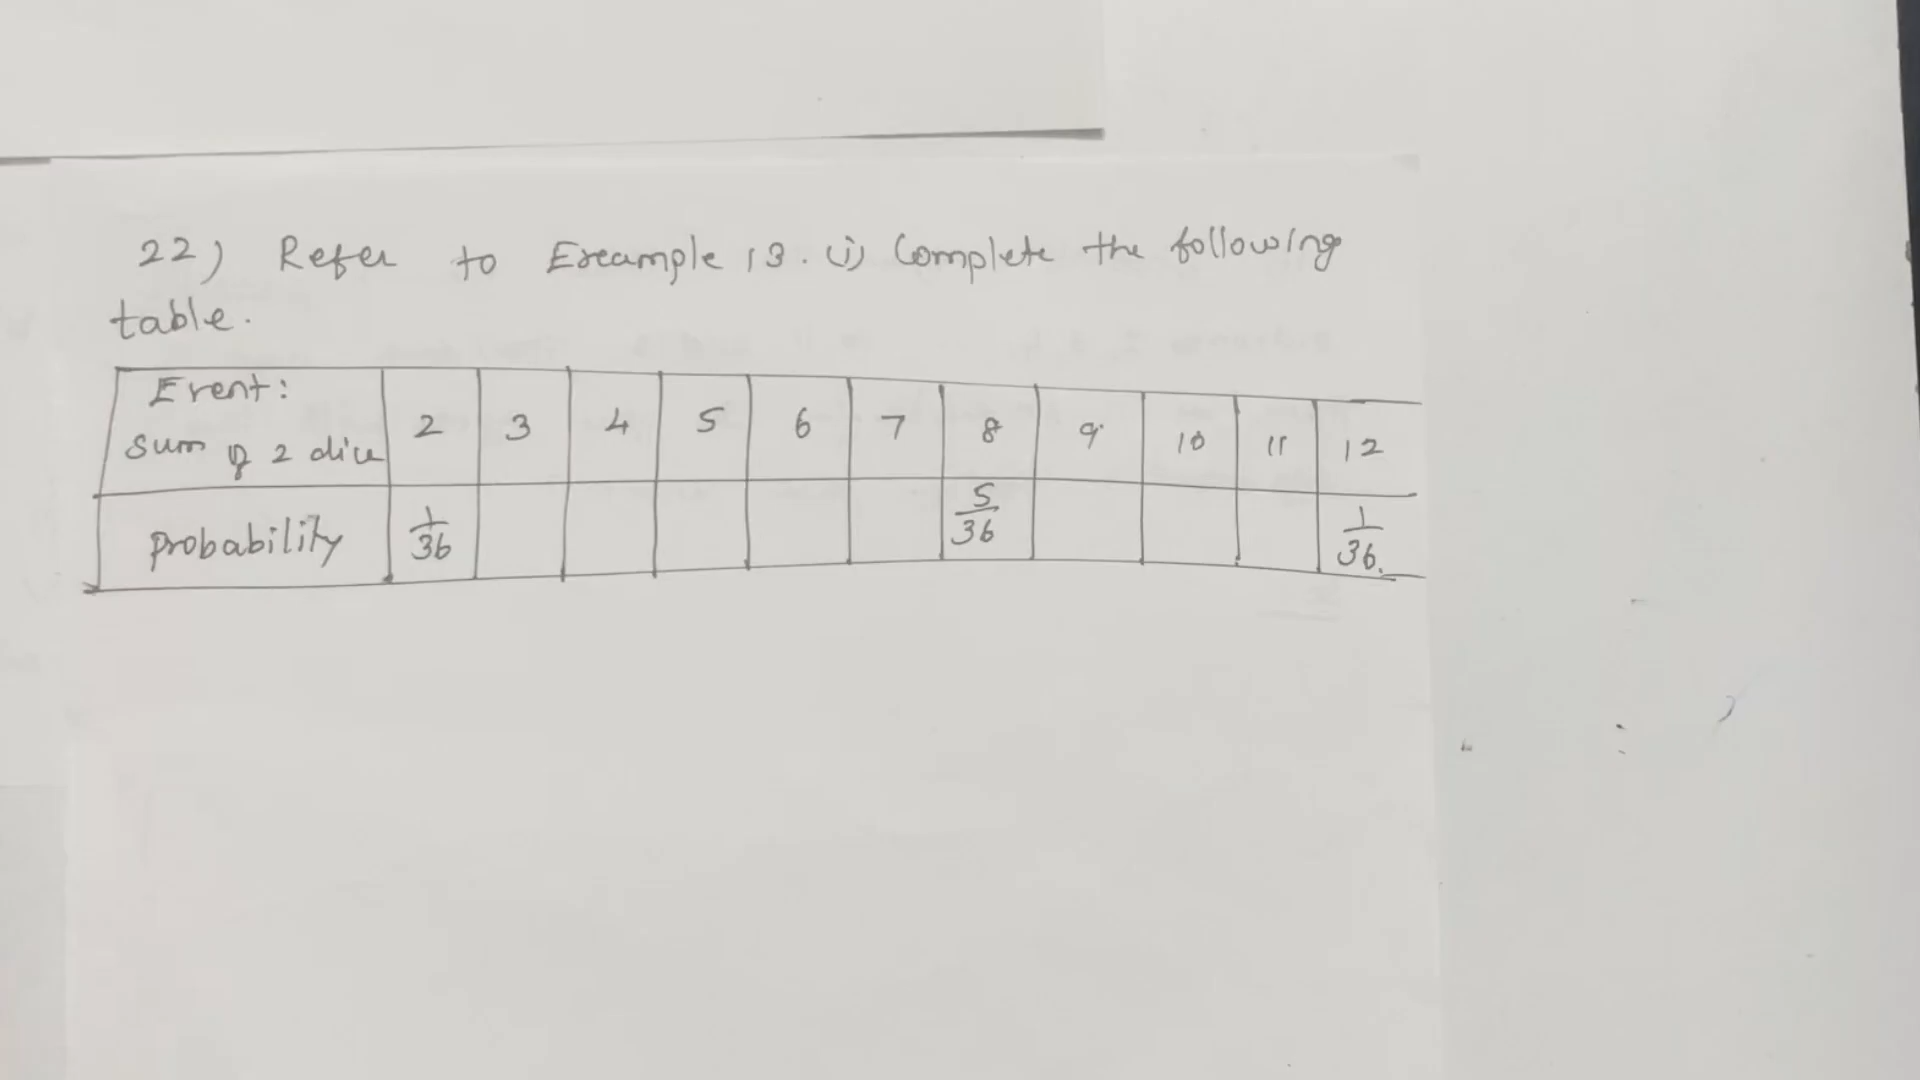 22) Refer to Example 13. (i) Complete the following
table.
Event:
Sum of 2 dice 2 3 4 5 6 7 8 9 10 11 12
probability 1/36 5/36 1/36.